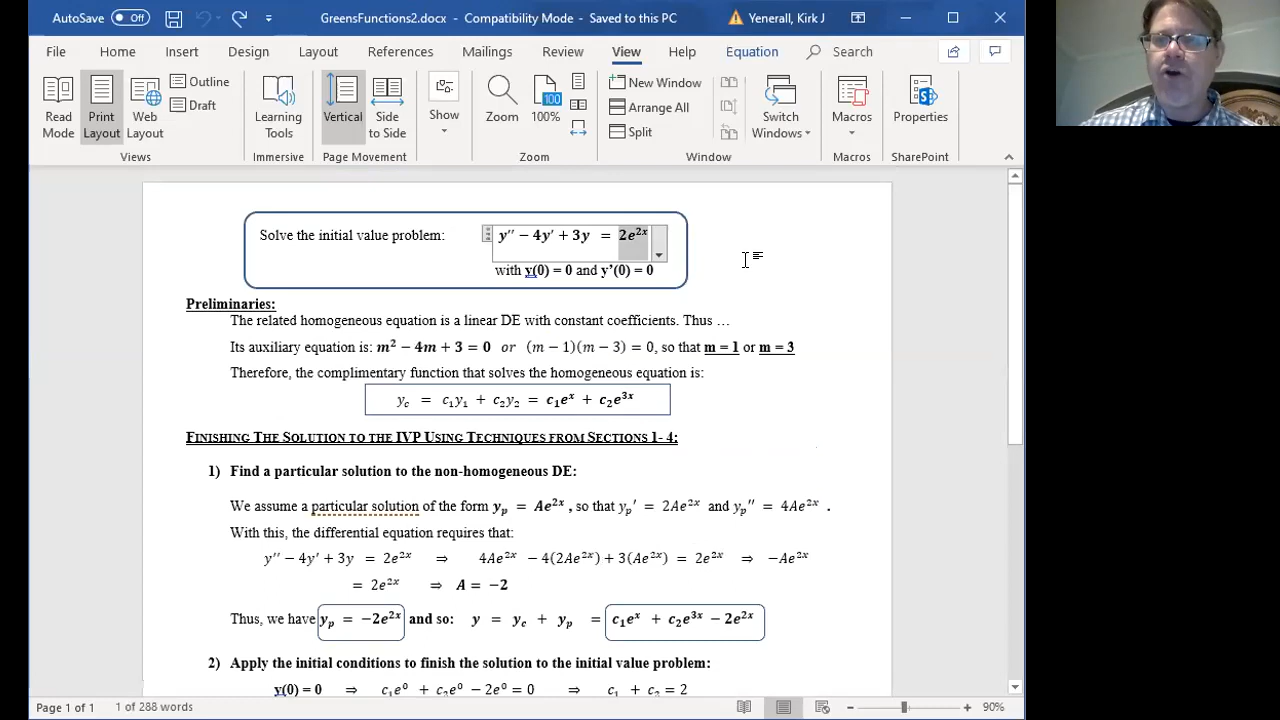 AutoSave Off GreensFunctions2.docx - Compatibility Mode - Saved to this PC Yenerall, Kirk J
File Home Insert Design Layout References Mailings Review View Help Equation Search
Read Mode Print Layout Web Layout Outline Draft Learning Tools Vertical Side to Side Show Zoom 100 100% New Window Arrange All Split Switch Windows Macros Properties
Views Immersive Page Movement Zoom Window Macros SharePoint
Solve the initial value problem: y′′ − 4y′ + 3y = 2e^{2x}
with y(0) = 0 and y’(0) = 0
Preliminaries:
The related homogeneous equation is a linear DE with constant coefficients. Thus …
Its auxiliary equation is: m² − 4m + 3 = 0 or (m − 1)(m − 3) = 0, so that m = 1 or m = 3
Therefore, the complimentary function that solves the homogeneous equation is:
y_c = c₁y₁ + c₂y₂ = c₁e^x + c₂e^{3x}
FINISHING THE SOLUTION TO THE IVP USING TECHNIQUES FROM SECTIONS 1- 4:
1) Find a particular solution to the non-homogeneous DE:
We assume a particular solution of the form y_p = Ae^{2x} , so that y_p′ = 2Ae^{2x} and y_p′′ = 4Ae^{2x} .
With this, the differential equation requires that:
y′′ − 4y′ + 3y = 2e^{2x} ⇒ 4Ae^{2x} − 4(2Ae^{2x}) + 3(Ae^{2x}) = 2e^{2x} ⇒ −Ae^{2x}
= 2e^{2x} ⇒ A = −2
Thus, we have y_p = −2e^{2x} and so: y = y_c + y_p = c₁e^x + c₂e^{3x} − 2e^{2x}
2) Apply the initial conditions to finish the solution to the initial value problem:
y(0) = 0 ⇒ c₁e⁰ + c₂e⁰ − 2e⁰ = 0 ⇒ c₁ + c₂ = 2
Page 1 of 1 1 of 288 words 90%